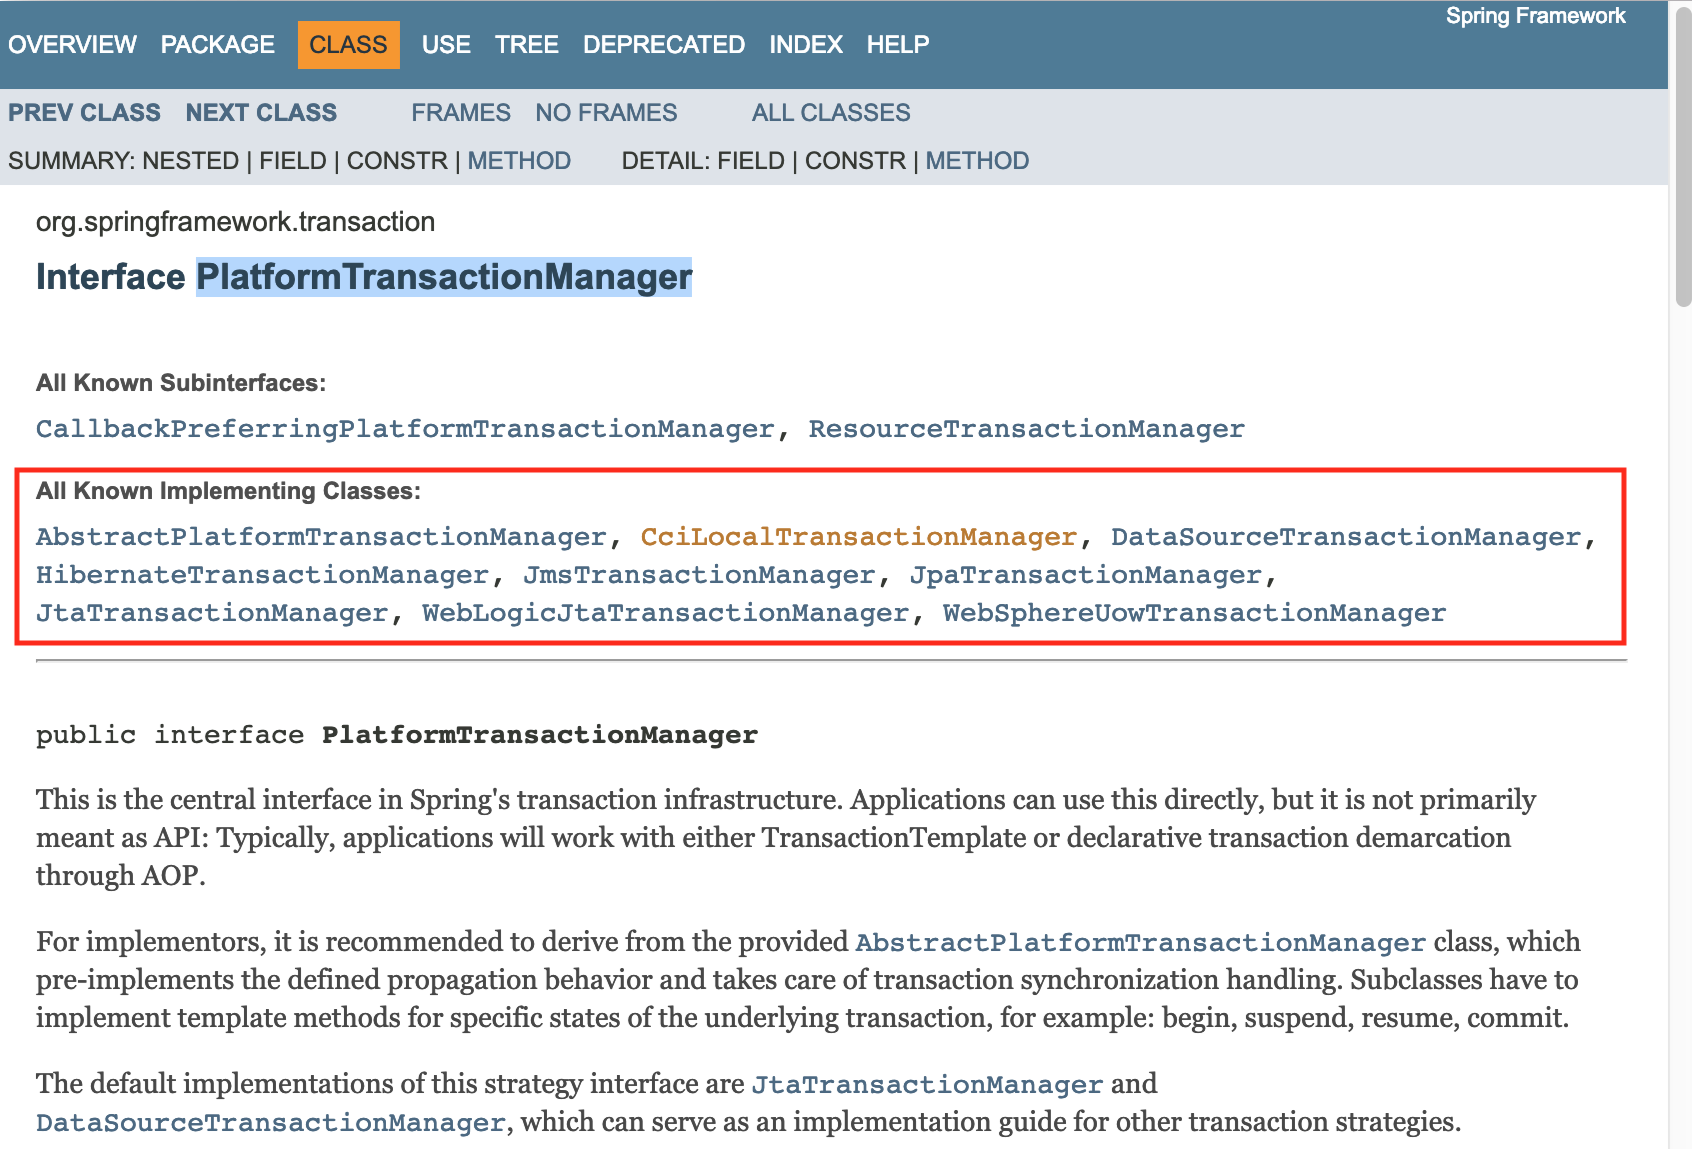 Spring Framework
OVERVIEW PACKAGE CLASS USE TREE DEPRECATED INDEX HELP
PREV CLASS NEXT CLASS FRAMES NO FRAMES ALL CLASSES
SUMMARY: NESTED | FIELD | CONSTR | METHOD DETAIL: FIELD | CONSTR | METHOD
org.springframework.transaction
Interface PlatformTransactionManager
All Known Subinterfaces:
CallbackPreferringPlatformTransactionManager, ResourceTransactionManager
All Known Implementing Classes:
AbstractPlatformTransactionManager, CciLocalTransactionManager, DataSourceTransactionManager,
HibernateTransactionManager, JmsTransactionManager, JpaTransactionManager,
JtaTransactionManager, WebLogicJtaTransactionManager, WebSphereUowTransactionManager
public interface PlatformTransactionManager
This is the central interface in Spring's transaction infrastructure. Applications can use this directly, but it is not primarily
meant as API: Typically, applications will work with either TransactionTemplate or declarative transaction demarcation
through AOP.
For implementors, it is recommended to derive from the provided AbstractPlatformTransactionManager class, which
pre-implements the defined propagation behavior and takes care of transaction synchronization handling. Subclasses have to
implement template methods for specific states of the underlying transaction, for example: begin, suspend, resume, commit.
The default implementations of this strategy interface are JtaTransactionManager and
DataSourceTransactionManager, which can serve as an implementation guide for other transaction strategies.